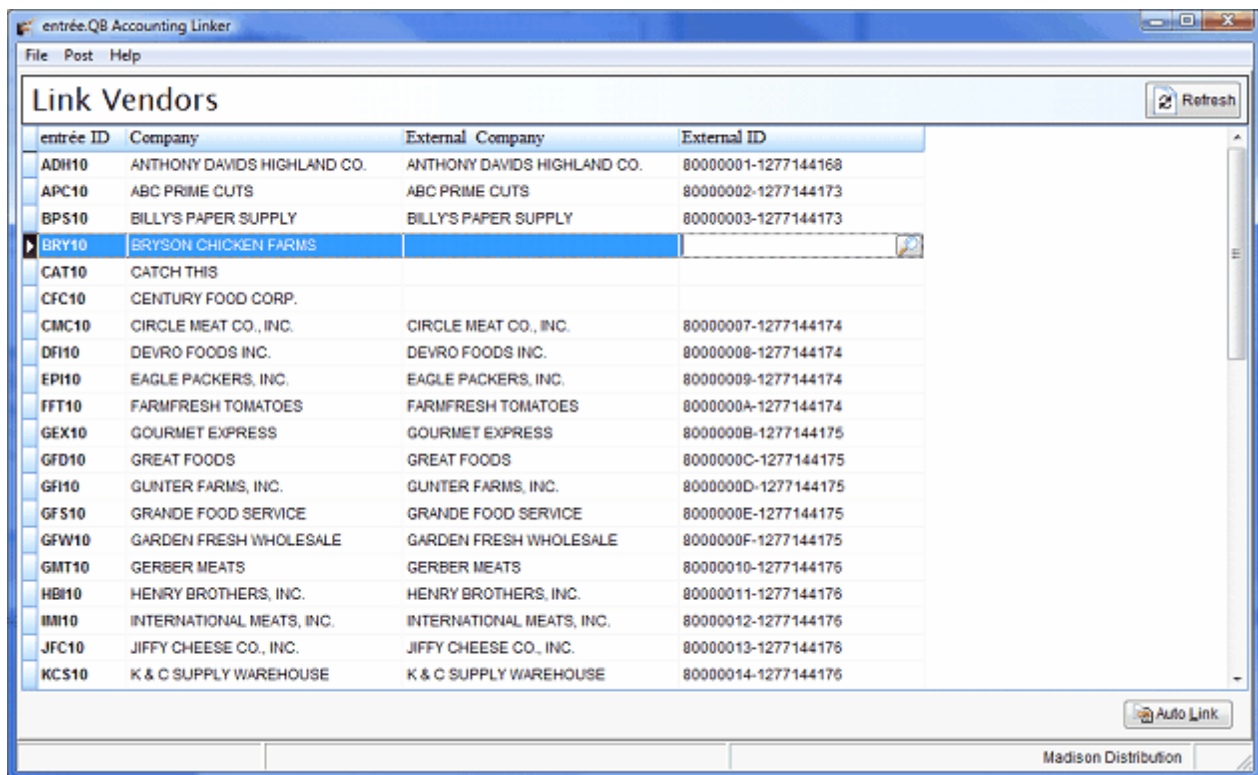 entrée.QB Accounting Linker
File Post Help
Link Vendors
Refresh
entrée ID Company External Company External ID
ADH10 ANTHONY DAVIDS HIGHLAND CO. ANTHONY DAVIDS HIGHLAND CO. 80000001-1277144168
APC10 ABC PRIME CUTS ABC PRIME CUTS 80000002-1277144173
BPS10 BILLY'S PAPER SUPPLY BILLY'S PAPER SUPPLY 80000003-1277144173
BRY10 BRYSON CHICKEN FARMS
CAT10 CATCH THIS
CFC10 CENTURY FOOD CORP.
CMC10 CIRCLE MEAT CO., INC. CIRCLE MEAT CO., INC. 80000007-1277144174
DFI10 DEVRO FOODS INC. DEVRO FOODS INC. 80000008-1277144174
EPI10 EAGLE PACKERS, INC. EAGLE PACKERS, INC. 80000009-1277144174
FFT10 FARMFRESH TOMATOES FARMFRESH TOMATOES 8000000A-1277144174
GEX10 GOURMET EXPRESS GOURMET EXPRESS 8000000B-1277144175
GFD10 GREAT FOODS GREAT FOODS 8000000C-1277144175
GFI10 GUNTER FARMS, INC. GUNTER FARMS, INC. 8000000D-1277144175
GFS10 GRANDE FOOD SERVICE GRANDE FOOD SERVICE 8000000E-1277144175
GFW10 GARDEN FRESH WHOLESALE GARDEN FRESH WHOLESALE 8000000F-1277144175
GMT10 GERBER MEATS GERBER MEATS 80000010-1277144176
HBI10 HENRY BROTHERS, INC. HENRY BROTHERS, INC. 80000011-1277144176
IMI10 INTERNATIONAL MEATS, INC. INTERNATIONAL MEATS, INC. 80000012-1277144176
JFC10 JIFFY CHEESE CO., INC. JIFFY CHEESE CO., INC. 80000013-1277144176
KCS10 K & C SUPPLY WAREHOUSE K & C SUPPLY WAREHOUSE 80000014-1277144176
Auto Link
Madison Distribution